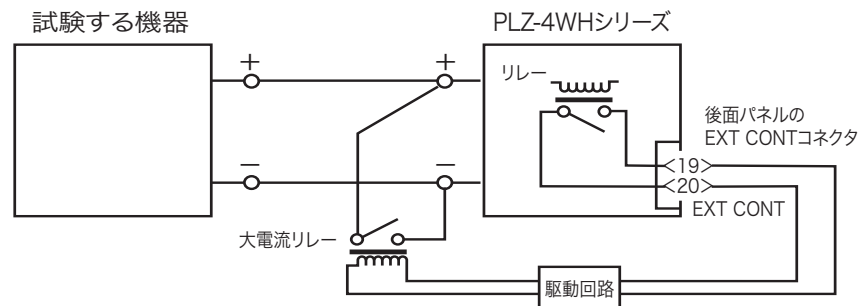 試験する機器
PLZ-4WHシリーズ
+
+
リレー
後面パネルの
EXT CONTコネクタ
19
20
−
−
EXT CONT
大電流リレー
駆動回路